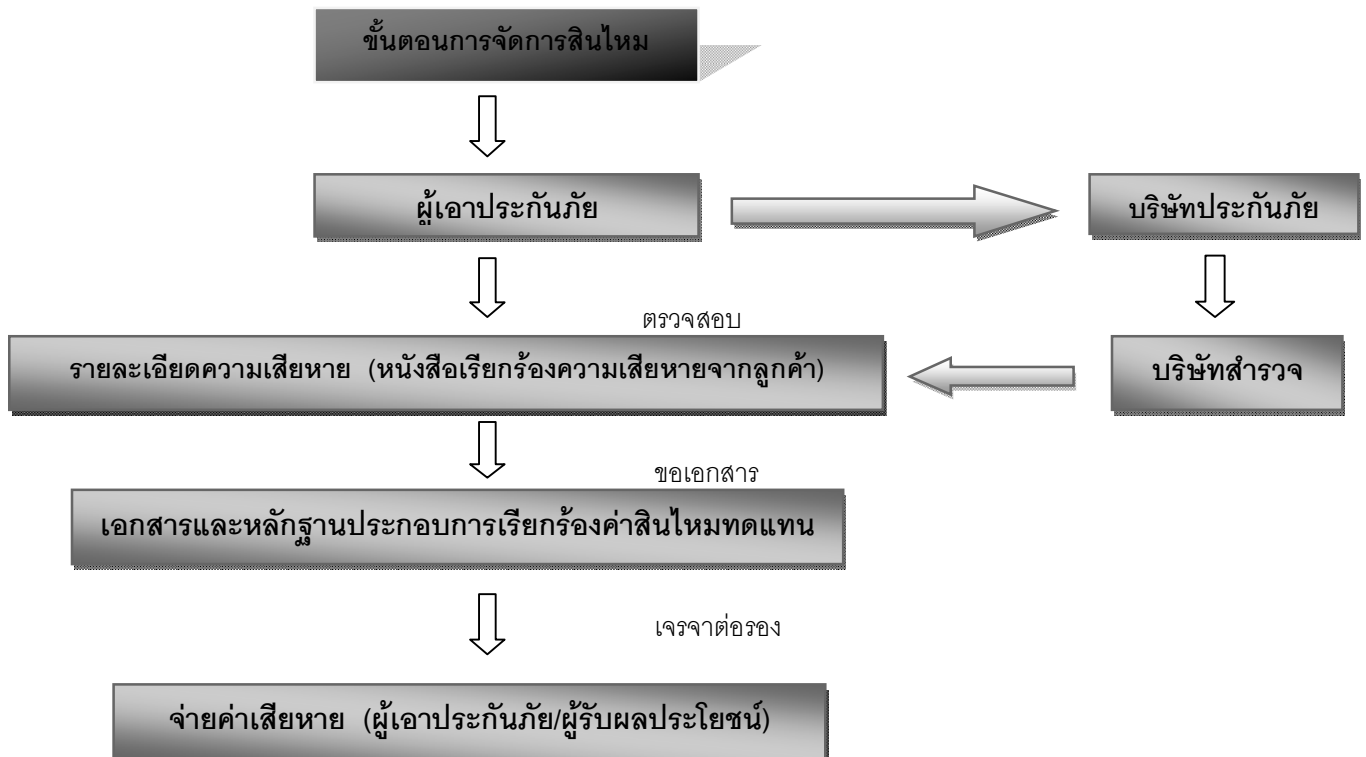 ขั้นตอนการจัดการสินไหม
ผู้เอาประกันภัย
บริษัทประกันภัย
ตรวจสอบ
รายละเอียดความเสียหาย (หนังสือเรียกร้องความเสียหายจากลูกค้า)
บริษัทสำรวจ
ขอเอกสาร
เอกสารและหลักฐานประกอบการเรียกร้องค่าสินไหมทดแทน
เจรจาต่อรอง
จ่ายค่าเสียหาย (ผู้เอาประกันภัย/ผู้รับผลประโยชน์)